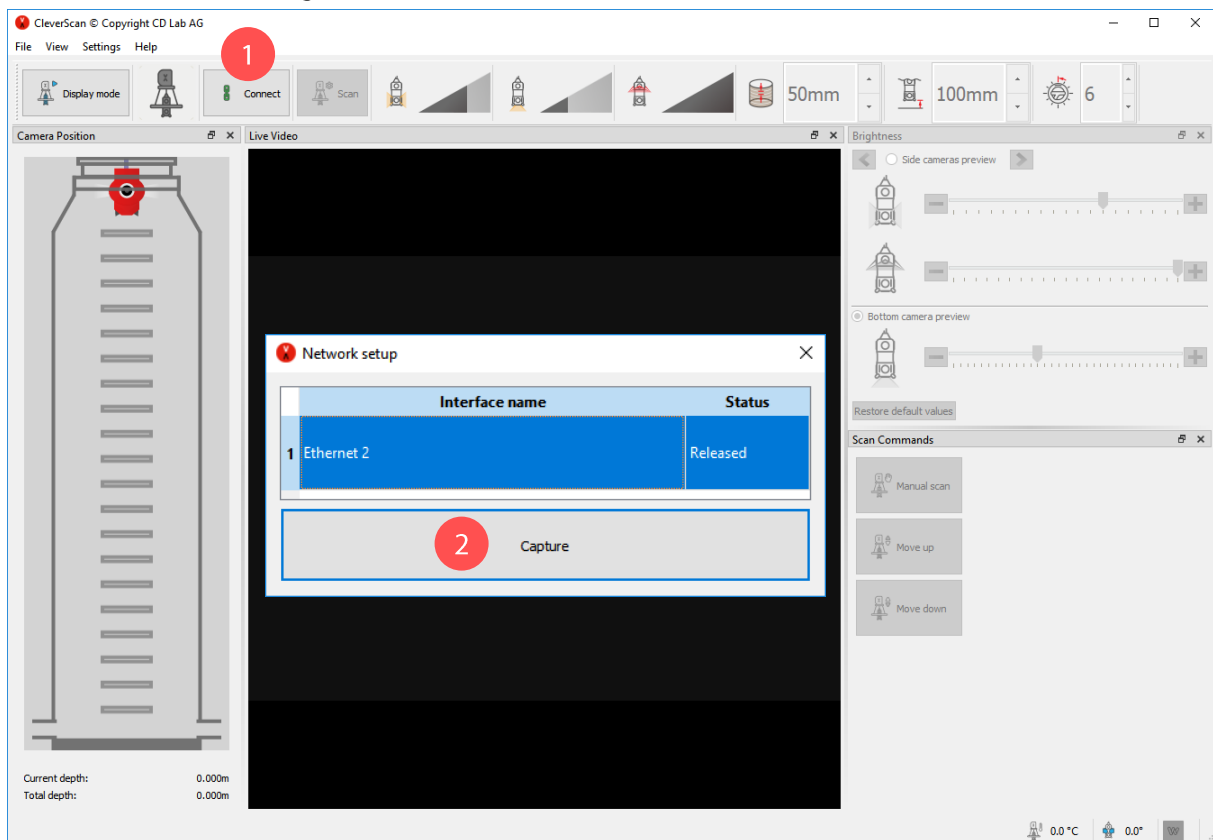 CleverScan © Copyright CD Lab AG
File View Settings Help
1
Display mode
Connect
Scan
50mm
100mm
6
Camera Position
Live Video
Brightness
Side cameras preview
Bottom camera preview
Restore default values
Network setup
Interface name Status
1 Ethernet 2 Released
2 Capture
Scan Commands
Manual scan
Move up
Move down
Current depth: 0.000m
Total depth: 0.000m
0.0 °C 0.0° W